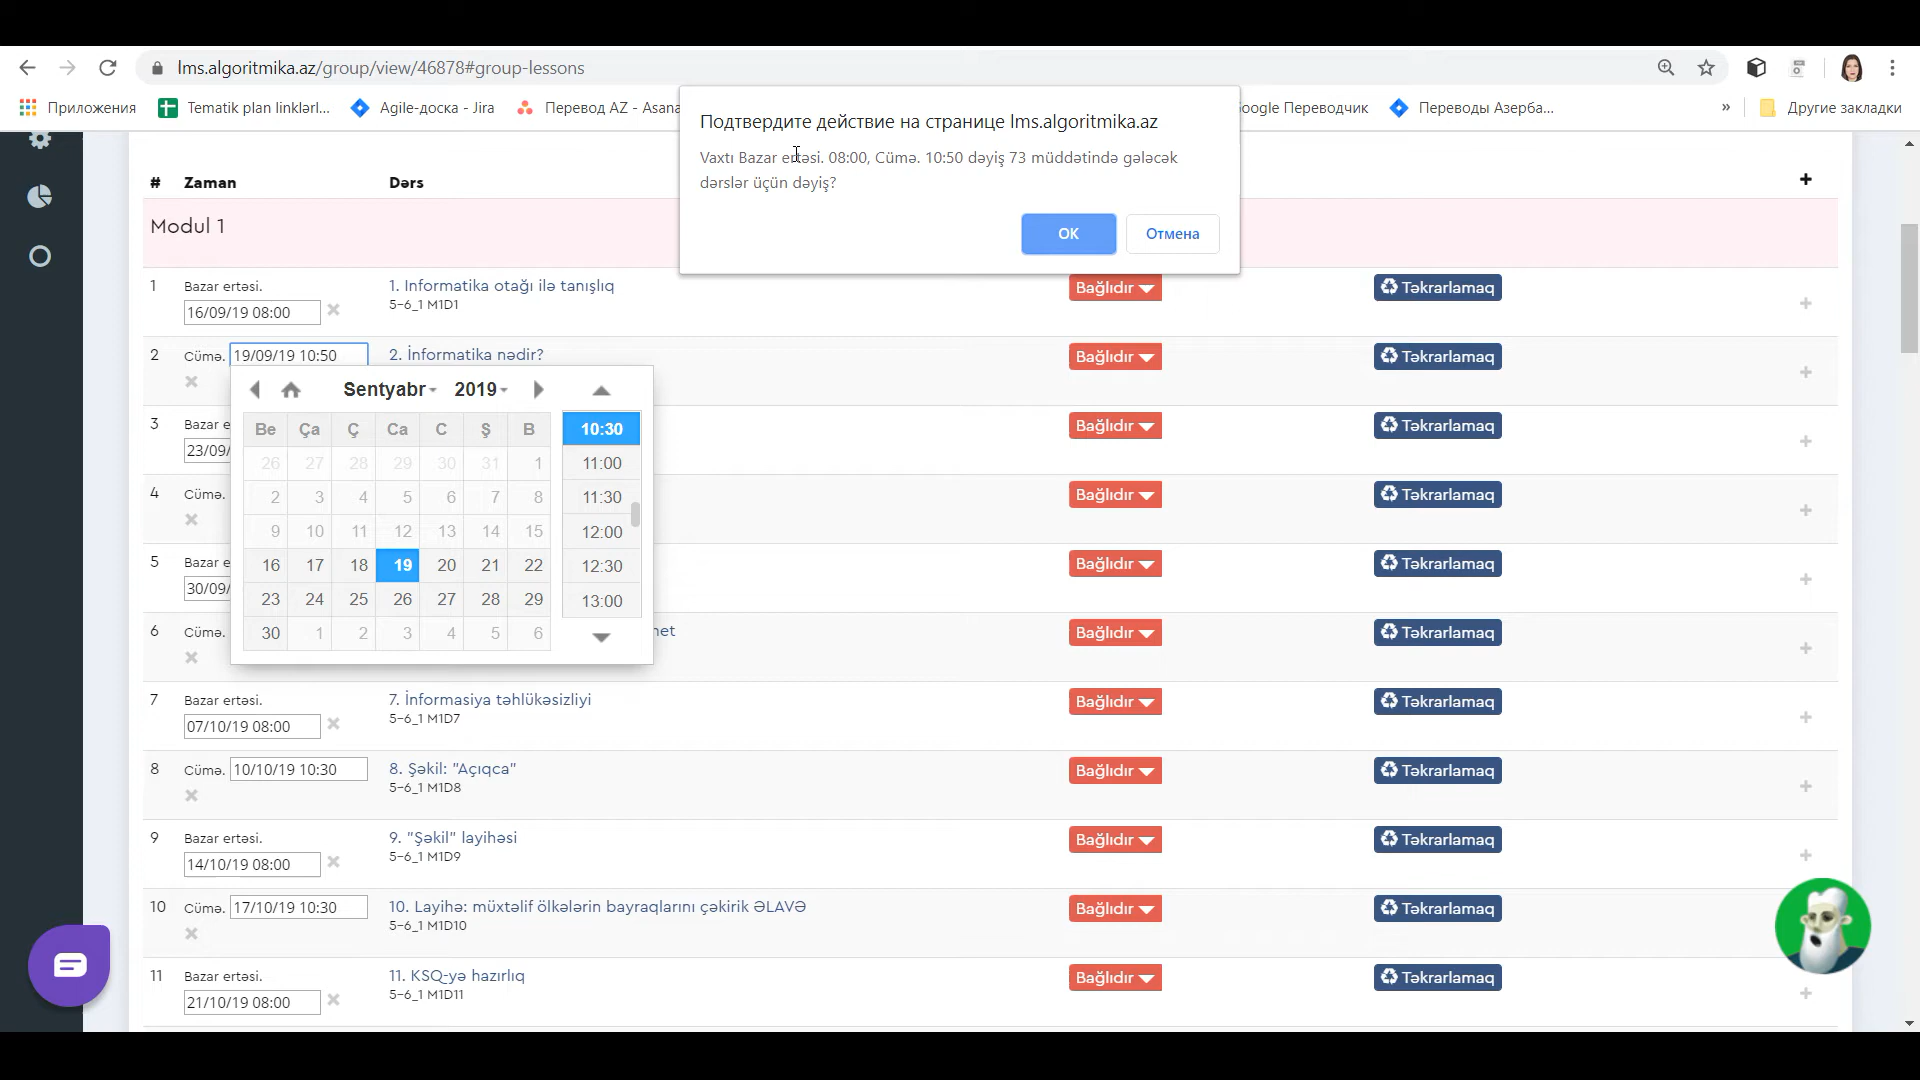 lms.algoritmika.az/group/view/46878#group-lessons
Приложения
Tematik plan linklərl...
Agile-доска - Jira
Перевод AZ - Asana
Google Переводчик
Переводы Азерба...
»
Другие закладки
Подтвердите действие на странице lms.algoritmika.az
Vaxtı Bazar ertəsi. 08:00, Cümə. 10:50 dəyiş 73 müddətində gələcək
dərslər üçün dəyiş?
OK
Отмена
# Zaman Dərs +
Modul 1
1 Bazar ertəsi. 1. Informatika otağı ilə tanışlıq Bağlıdır Təkrarlamaq
16/09/19 08:00 5-6_1 M1D1
2 Cümə. 19/09/19 10:50 2. İnformatika nədir? Bağlıdır Təkrarlamaq
Sentyabr 2019
Be Ça Ç Ca C Ş B 10:30
26 27 28 29 30 31 1 11:00
2 3 4 5 6 7 8 11:30
9 10 11 12 13 14 15 12:00
16 17 18 19 20 21 22 12:30
23 24 25 26 27 28 29 13:00
30 1 2 3 4 5 6
3 Bazar Bağlıdır Təkrarlamaq
23/09/
4 Cümə. Bağlıdır Təkrarlamaq
5 Bazar Bağlıdır Təkrarlamaq
30/09/
6 Cümə. Bağlıdır Təkrarlamaq
7 Bazar ertəsi. 7. İnformasiya təhlükəsizliyi Bağlıdır Təkrarlamaq
07/10/19 08:00 5-6_1 M1D7
8 Cümə. 10/10/19 10:30 8. Şəkil: "Açıqca" Bağlıdır Təkrarlamaq
5-6_1 M1D8
9 Bazar ertəsi. 9. "Şəkil" layihəsi Bağlıdır Təkrarlamaq
14/10/19 08:00 5-6_1 M1D9
10 Cümə. 17/10/19 10:30 10. Layihə: müxtəlif ölkələrin bayraqlarını çəkirik ƏLAVƏ Bağlıdır Təkrarlamaq
5-6_1 M1D10
11 Bazar ertəsi. 11. KSQ-yə hazırlıq Bağlıdır Təkrarlamaq
21/10/19 08:00 5-6_1 M1D11